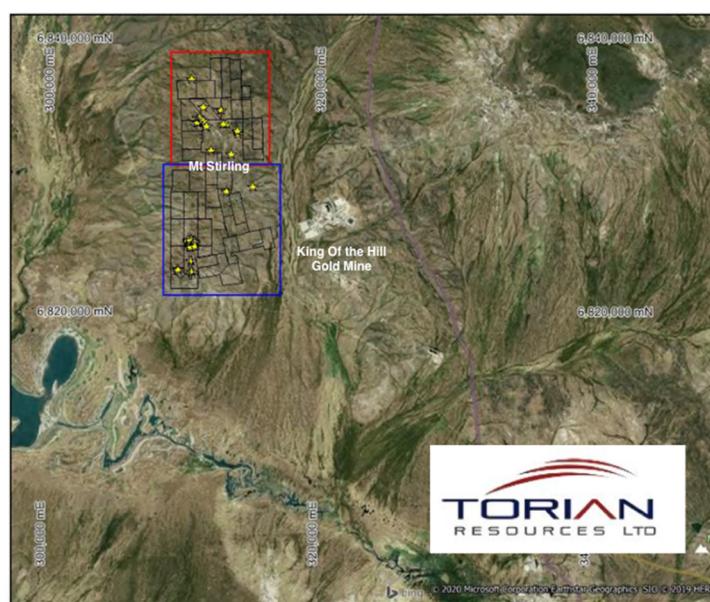 6,840,000 mN
6,840,000 mN
300,000 mE
320,000 mE
340,000 mE
Mt Stirling
King Of the Hill
Gold Mine
6,820,000 mN
6,820,000 mN
TORIAN
RESOURCES LTD
300,000 mE
320,000 mE
bing
© 2020 Microsoft Corporation Earthstar Geographics SIO © 2019 HER